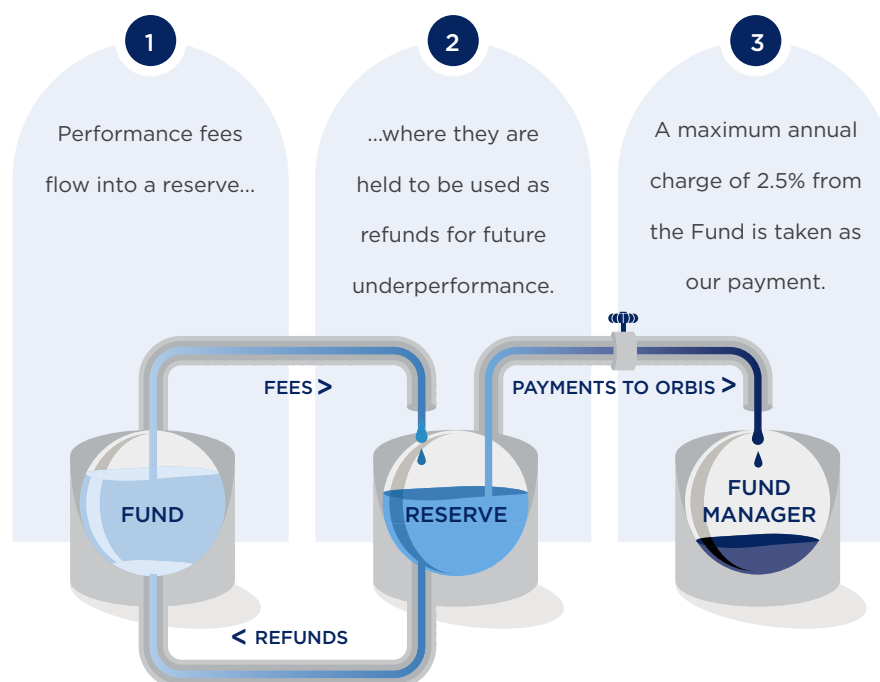 1
Performance fees
flow into a reserve...
2
...where they are
held to be used as
refunds for future
underperformance.
3
A maximum annual
charge of 2.5% from
the Fund is taken as
our payment.
FEES >
PAYMENTS TO ORBIS >
FUND
RESERVE
FUND
MANAGER
< REFUNDS